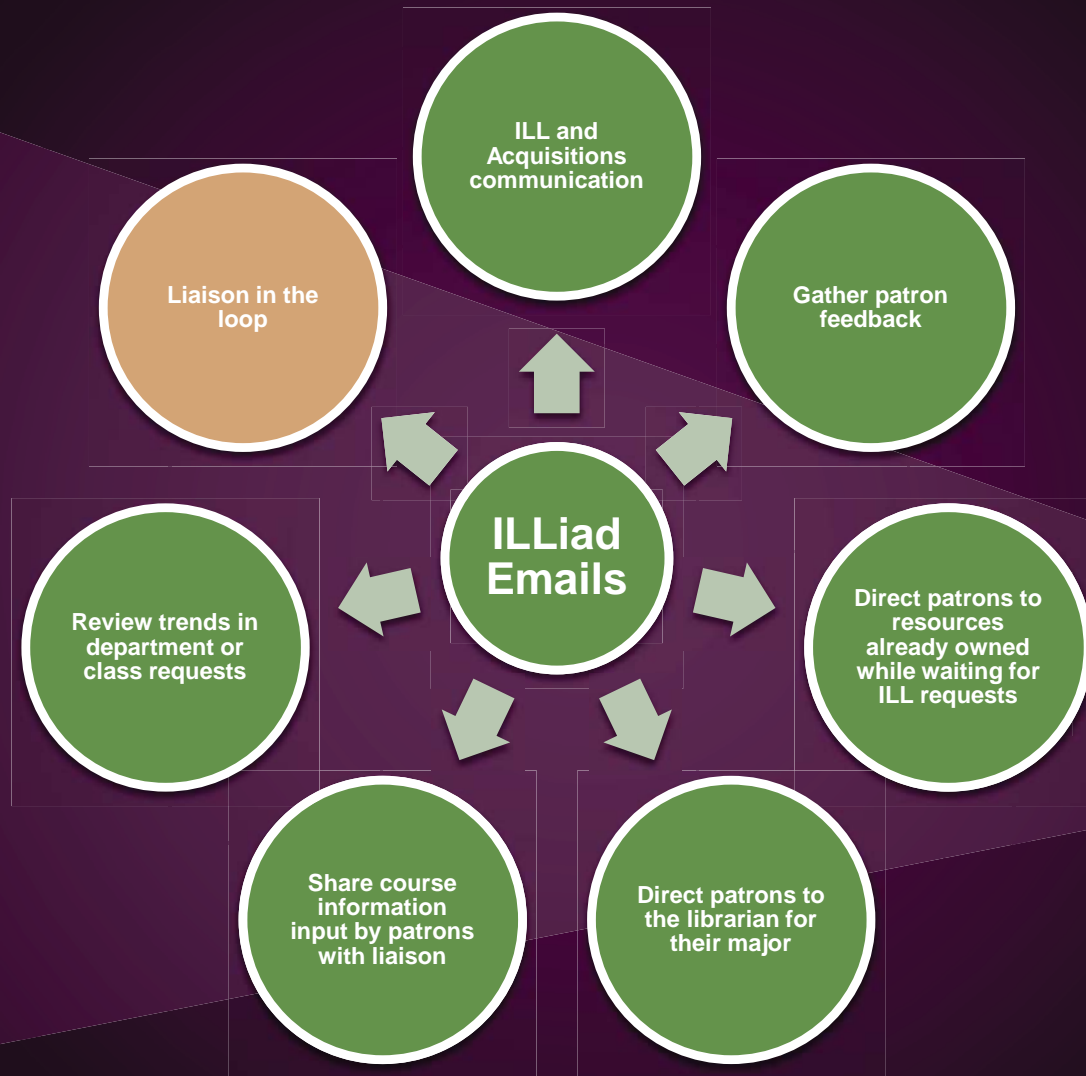 ILL and
Acquisitions
communication
Liaison in the
loop
Gather patron
feedback
ILLiad
Emails
Review trends in
department or
class requests
Direct patrons to
resources
already owned
while waiting for
ILL requests
Share course
information
input by patrons
with liaison
Direct patrons to
the librarian for
their major